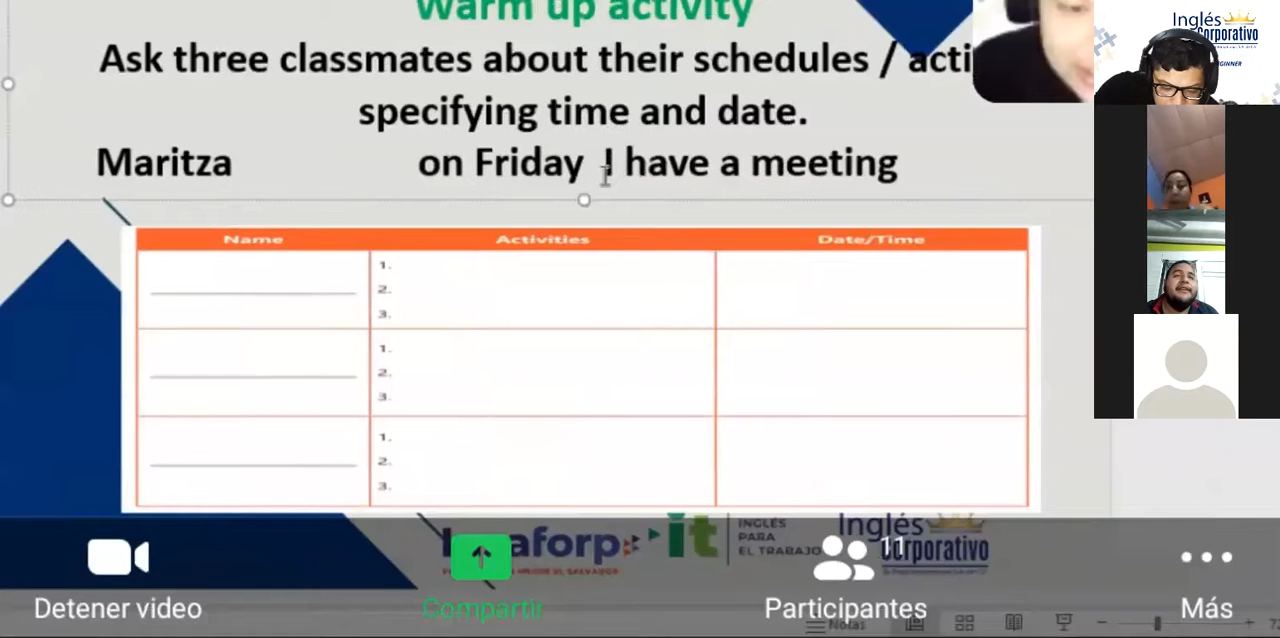 Warm up activity
Ask three classmates about their schedules / acti
specifying time and date.
Maritza on Friday I have a meeting
Name Activities Date/Time
1.
2.
3.
1.
2.
3.
1.
2.
3.
Inglés
Corporativo
INGLÉS
PARA
EL TRABAJO
it
Inglés
Corporativo
11
Detener video Compartir Participantes Más
Notas